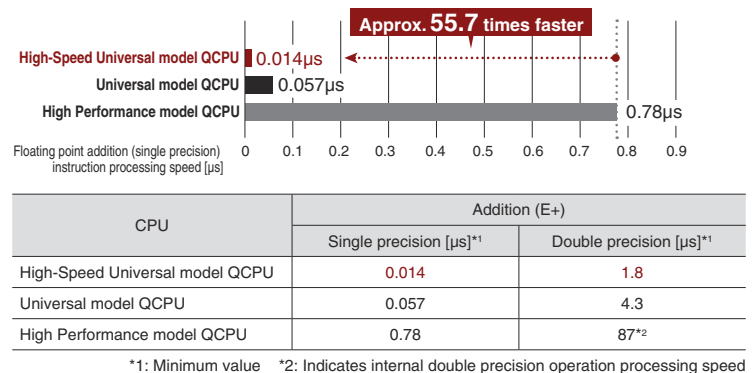 Approx. 55.7 times faster
High-Speed Universal model QCPU 0.014µs
Universal model QCPU 0.057µs
High Performance model QCPU 0.78µs
Floating point addition (single precision) 0 0.1 0.2 0.3 0.4 0.5 0.6 0.7 0.8 0.9
instruction processing speed [µs]
CPU Addition (E+)
Single precision [µs]*1 Double precision [µs]*1
High-Speed Universal model QCPU 0.014 1.8
Universal model QCPU 0.057 4.3
High Performance model QCPU 0.78 87*2
*1: Minimum value *2: Indicates internal double precision operation processing speed